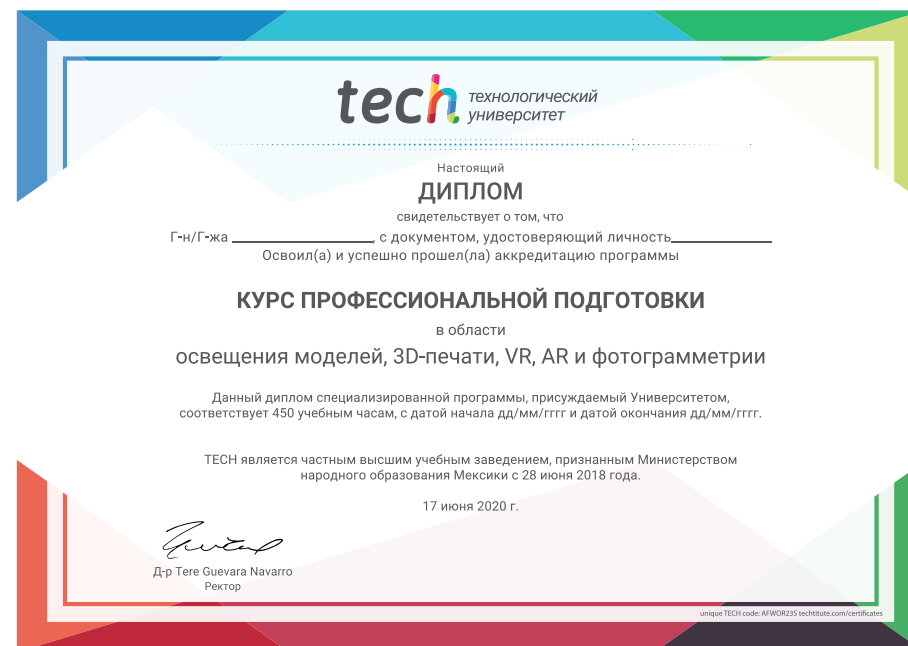 tech технологический
университет
Настоящий
ДИПЛОМ
свидетельствует о том, что
Г-н/Г-жа ____________________, с документом, удостоверяющий личность______________
Освоил(а) и успешно прошел(ла) аккредитацию программы
КУРС ПРОФЕССИОНАЛЬНОЙ ПОДГОТОВКИ
в области
освещения моделей, 3D-печати, VR, AR и фотограмметрии
Данный диплом специализированной программы, присуждаемый Университетом,
соответствует 450 учебным часам, с датой начала дд/мм/гггг и датой окончания дд/мм/гггг.
TECH является частным высшим учебным заведением, признанным Министерством
народного образования Мексики с 28 июня 2018 года.
17 июня 2020 г.
Д-р Tere Guevara Navarro
Ректор
unique TECH code: AFWOR23S techtitute.com/certificates